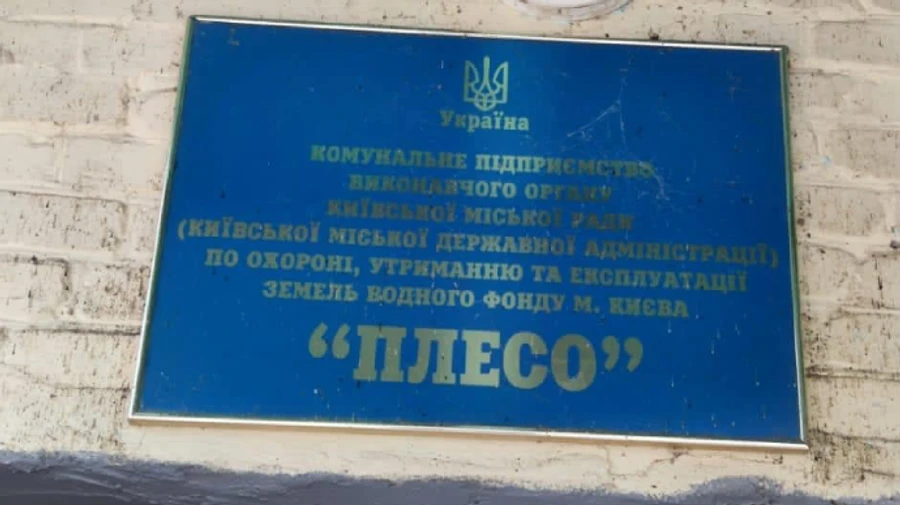 Україна
КОМУНАЛЬНЕ ПІДПРИЄМСТВО
ВИКОНАВЧОГО ОРГАНУ
КИЇВСЬКОЇ МІСЬКОЇ РАДИ
(КИЇВСЬКОЇ МІСЬКОЇ ДЕРЖАВНОЇ АДМІНІСТРАЦІЇ)
ПО ОХОРОНІ, УТРИМАННЮ ТА ЕКСПЛУАТАЦІЇ
ЗЕМЕЛЬ ВОДНОГО ФОНДУ М. КИЄВА
“ПЛЕСО”